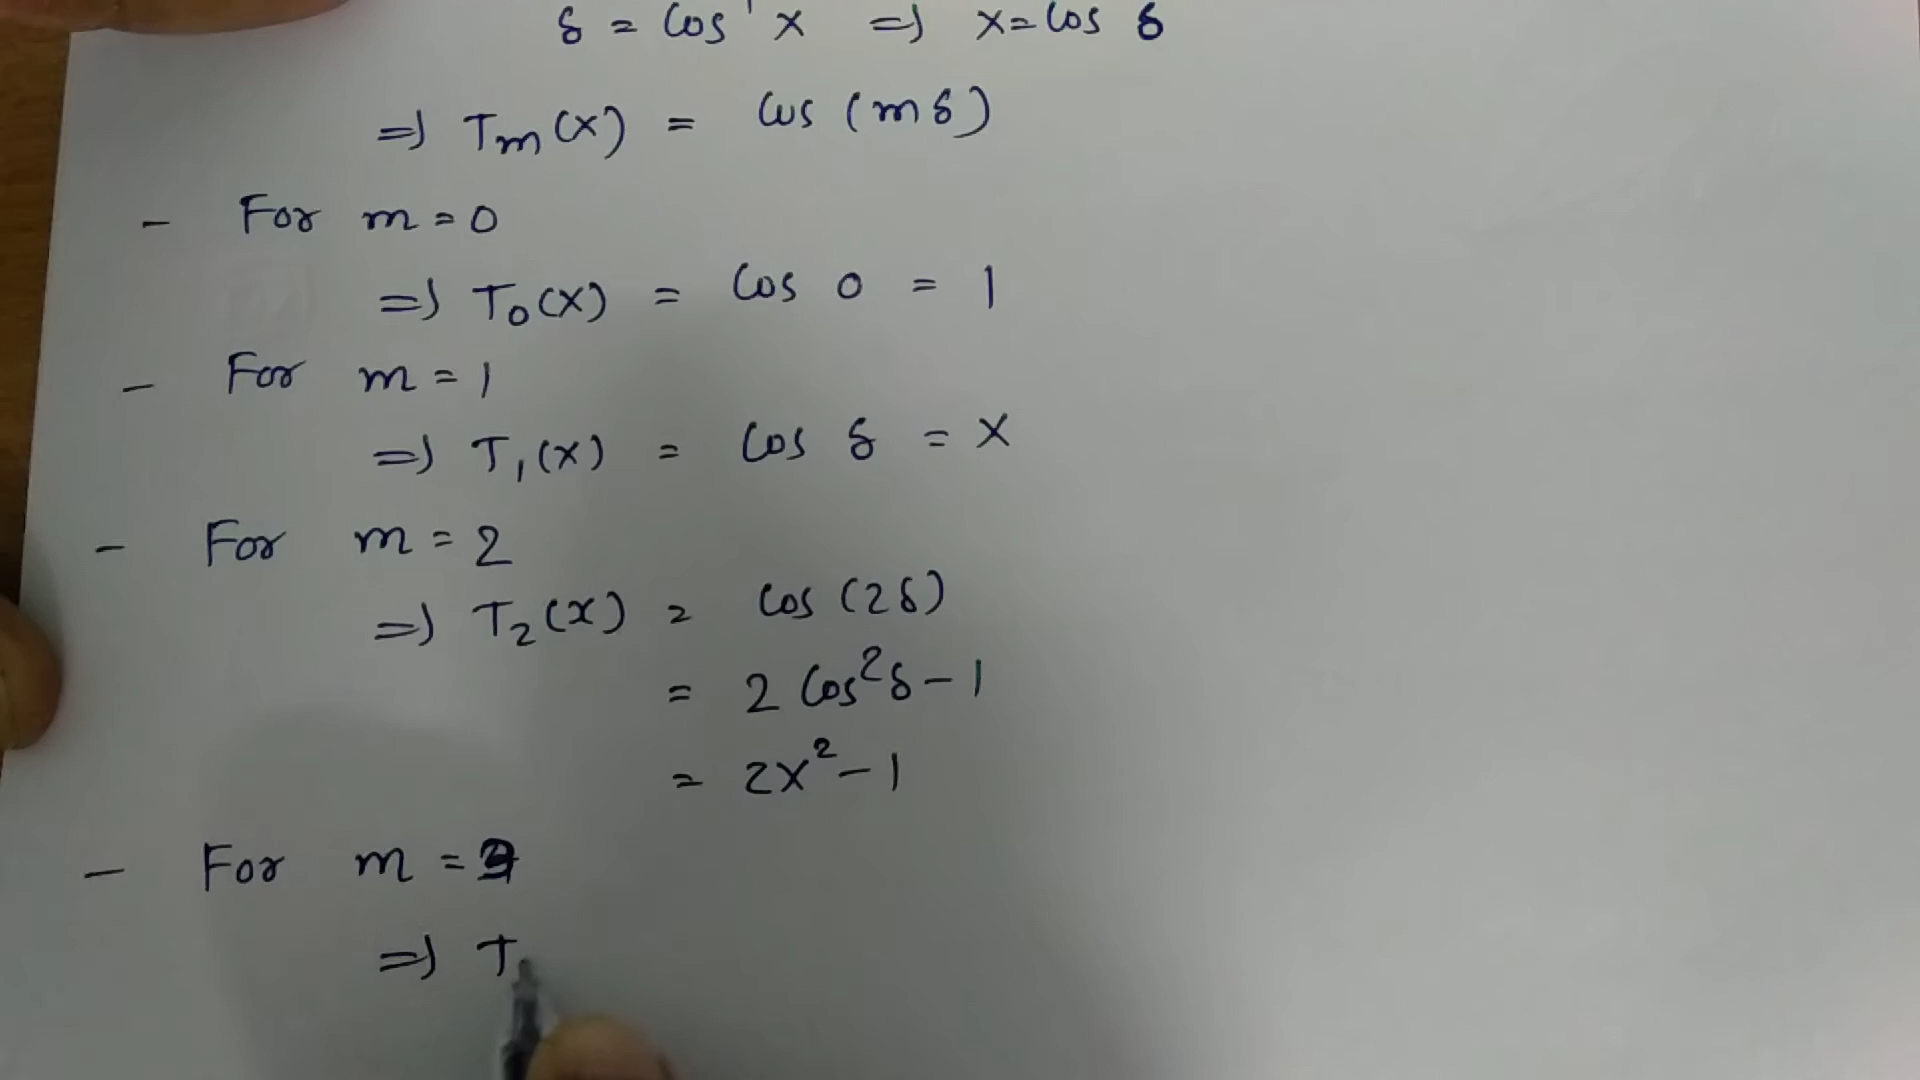 δ = Cos⁻¹ x => x = Cos δ
=> Tm(x) = Cos (mδ)
- For m = 0
=> T₀(x) = Cos 0 = 1
- For m = 1
=> T₁(x) = Cos δ = x
- For m = 2
=> T₂(x) = Cos (2δ)
= 2 Cos²δ - 1
= 2x² - 1
- For m =
=> T